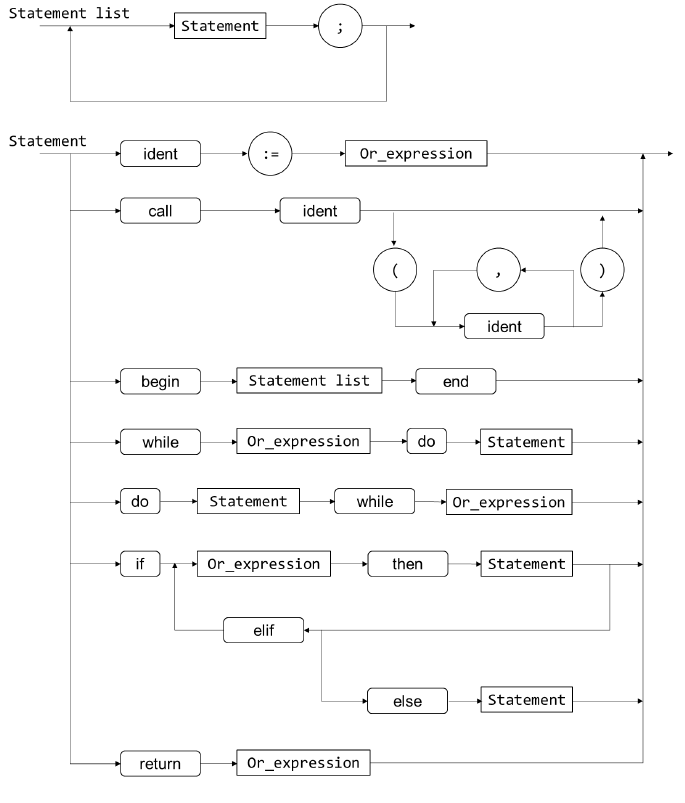 Statement list
Statement ;
Statement
ident := Or_expression
call ident
( , )
ident
begin Statement list end
while Or_expression do Statement
do Statement while Or_expression
if Or_expression then Statement
elif
else Statement
return Or_expression